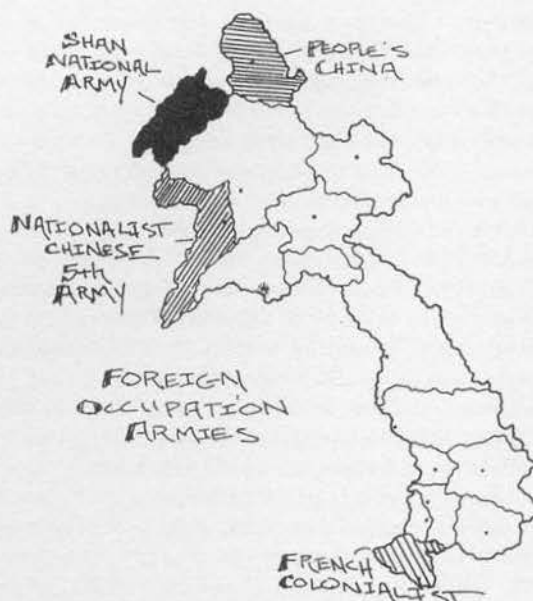 SHAN
NATIONAL
ARMY
PEOPLE'S
CHINA
NATIONALIST
CHINESE
5th
ARMY
FOREIGN
OCCUPATION
ARMIES
FRENCH
COLONIALIST